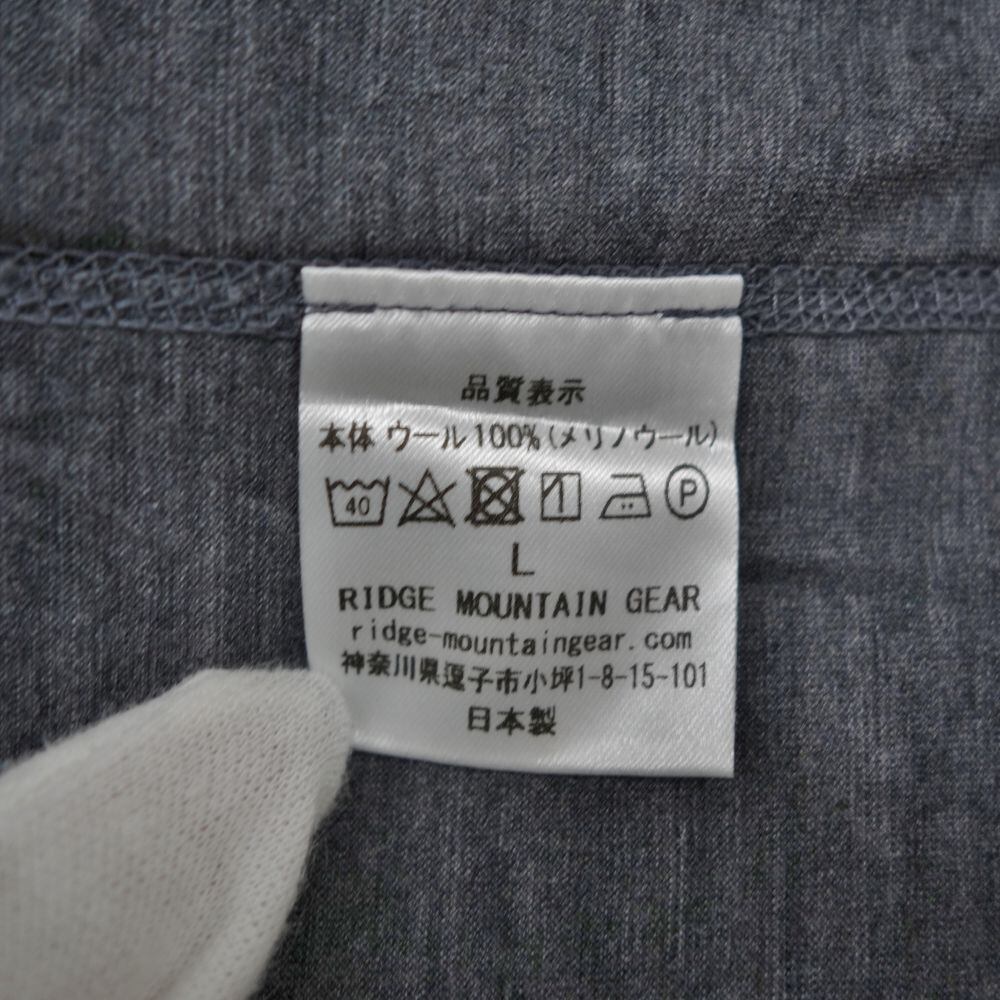 品質表示
本体 ウール100%(メリノウール)
40 P
L
RIDGE MOUNTAIN GEAR
ridge-mountaingear.com
神奈川県逗子市小坪1-8-15-101
日本製